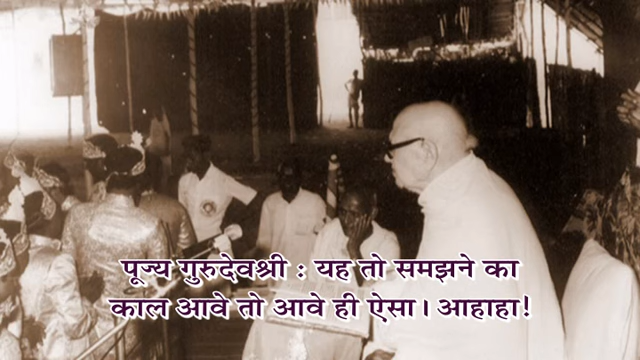 पूज्य गुरुदेवश्री : यह तो समझने का
काल आवे तो आवे ही ऐसा। आहाहा!